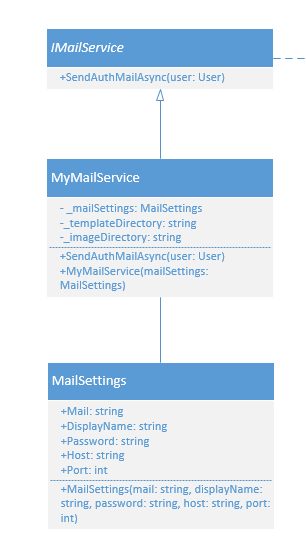 IMailService
+SendAuthMailAsync(user: User)
MyMailService
- _mailSettings: MailSettings
-_templateDirectory: string
-_imageDirectory: string
+SendAuthMailAsync(user: User)
+MyMailService(mailSettings:
MailSettings)
MailSettings
+Mail: string
+DisplayName: string
+Password: string
+Host: string
+Port: int
+MailSettings(mail: string, displayName:
string, password: string, host: string, port:
int)